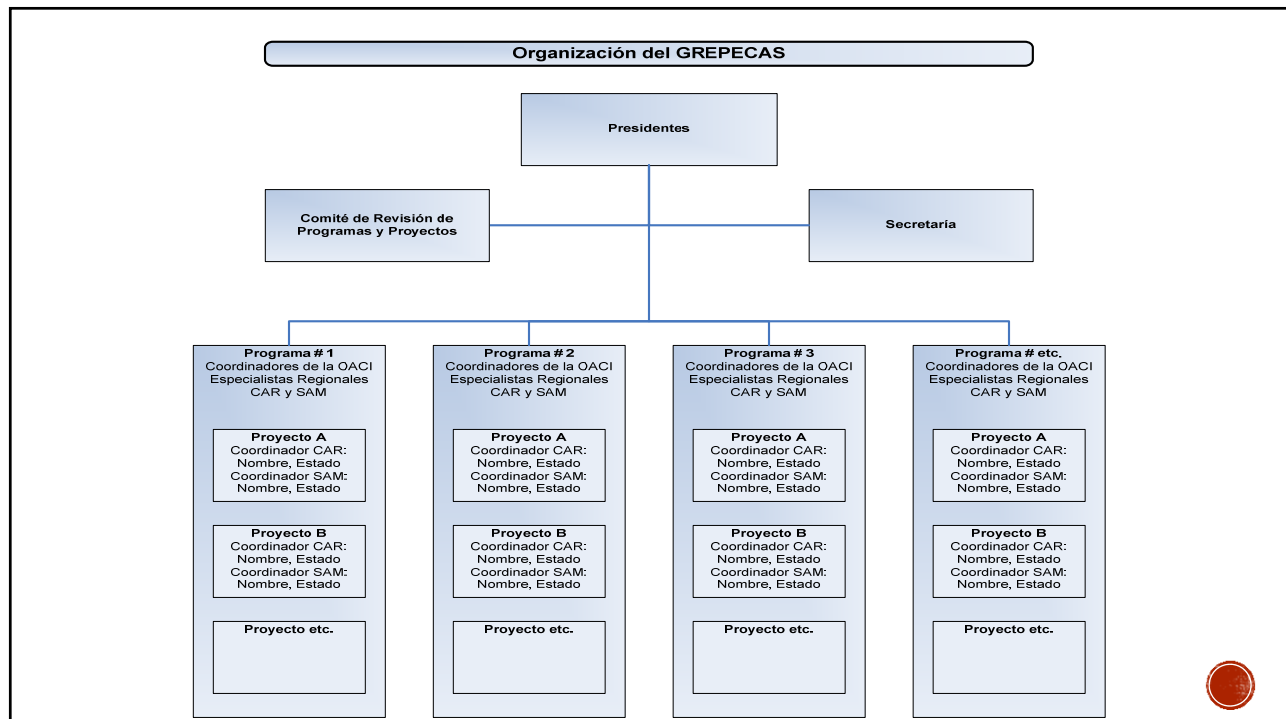 Organización del GREPECAS
Presidentes
Comité de Revisión de
Programas y Proyectos
Secretaría
Programa # 1
Coordinadores de la OACI
Especialistas Regionales
CAR y SAM
Proyecto A
Coordinador CAR:
Nombre, Estado
Coordinador SAM:
Nombre, Estado
Proyecto B
Coordinador CAR:
Nombre, Estado
Coordinador SAM:
Nombre, Estado
Proyecto etc.
Programa # 2
Coordinadores de la OACI
Especialistas Regionales
CAR y SAM
Proyecto A
Coordinador CAR:
Nombre, Estado
Coordinador SAM:
Nombre, Estado
Proyecto B
Coordinador CAR:
Nombre, Estado
Coordinador SAM:
Nombre, Estado
Proyecto etc.
Programa # 3
Coordinadores de la OACI
Especialistas Regionales
CAR y SAM
Proyecto A
Coordinador CAR:
Nombre, Estado
Coordinador SAM:
Nombre, Estado
Proyecto B
Coordinador CAR:
Nombre, Estado
Coordinador SAM:
Nombre, Estado
Proyecto etc.
Programa # etc.
Coordinadores de la OACI
Especialistas Regionales
CAR y SAM
Proyecto A
Coordinador CAR:
Nombre, Estado
Coordinador SAM:
Nombre, Estado
Proyecto B
Coordinador CAR:
Nombre, Estado
Coordinador SAM:
Nombre, Estado
Proyecto etc.